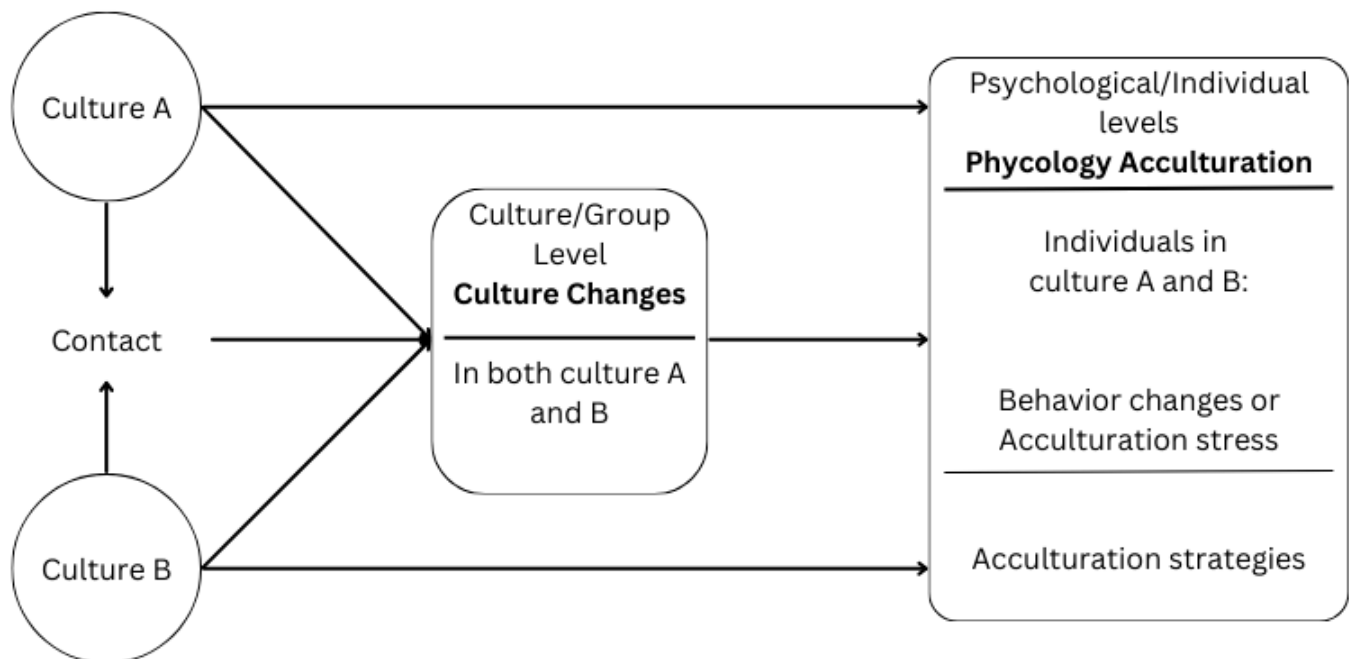 Culture A
Contact
Culture B
Culture/Group
Level
Culture Changes
In both culture A
and B
Psychological/Individual
levels
Phycology Acculturation
Individuals in
culture A and B:
Behavior changes or
Acculturation stress
Acculturation strategies